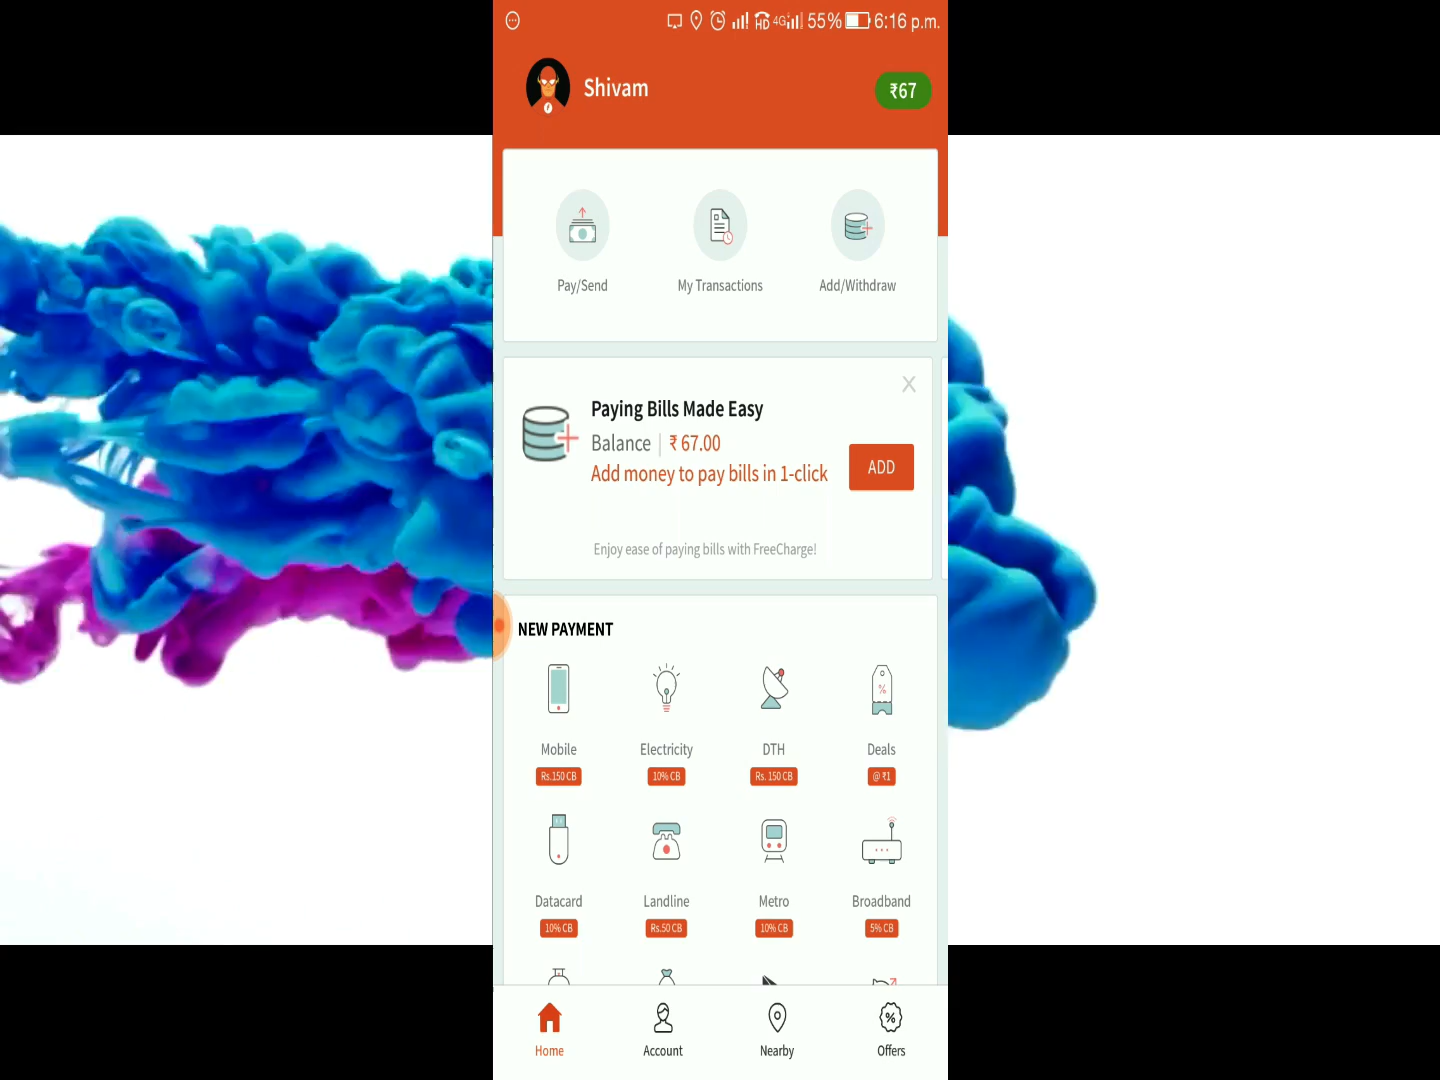 HD 4G 55% 6:16 p.m.
Shivam
₹67
Pay/Send
My Transactions
Add/Withdraw
X
Paying Bills Made Easy
Balance | ₹ 67.00
Add money to pay bills in 1-click
ADD
Enjoy ease of paying bills with FreeCharge!
NEW PAYMENT
Mobile
Electricity
DTH
Deals
Rs.150 CB
10% CB
Rs. 150 CB
@ ₹1
Datacard
Landline
Metro
Broadband
10% CB
Rs.50 CB
10% CB
5% CB
Home
Account
Nearby
Offers